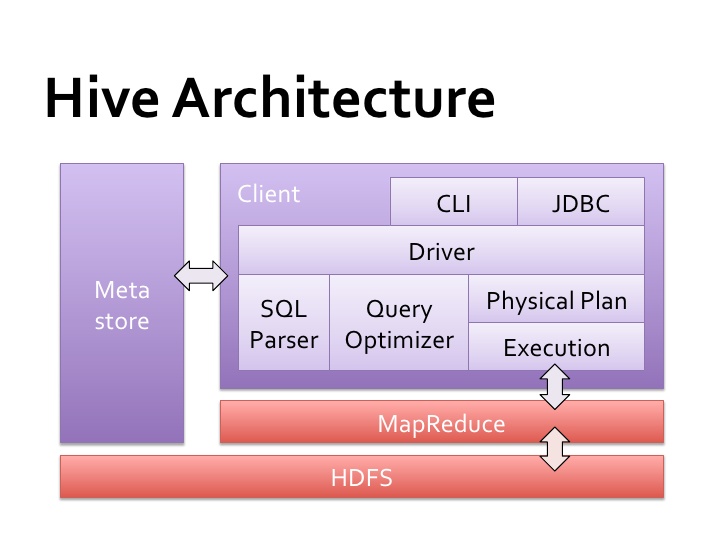 Hive Architecture
Client
CLI
JDBC
Driver
Meta
store
SQL
Parser
Query
Optimizer
Physical Plan
Execution
MapReduce
HDFS